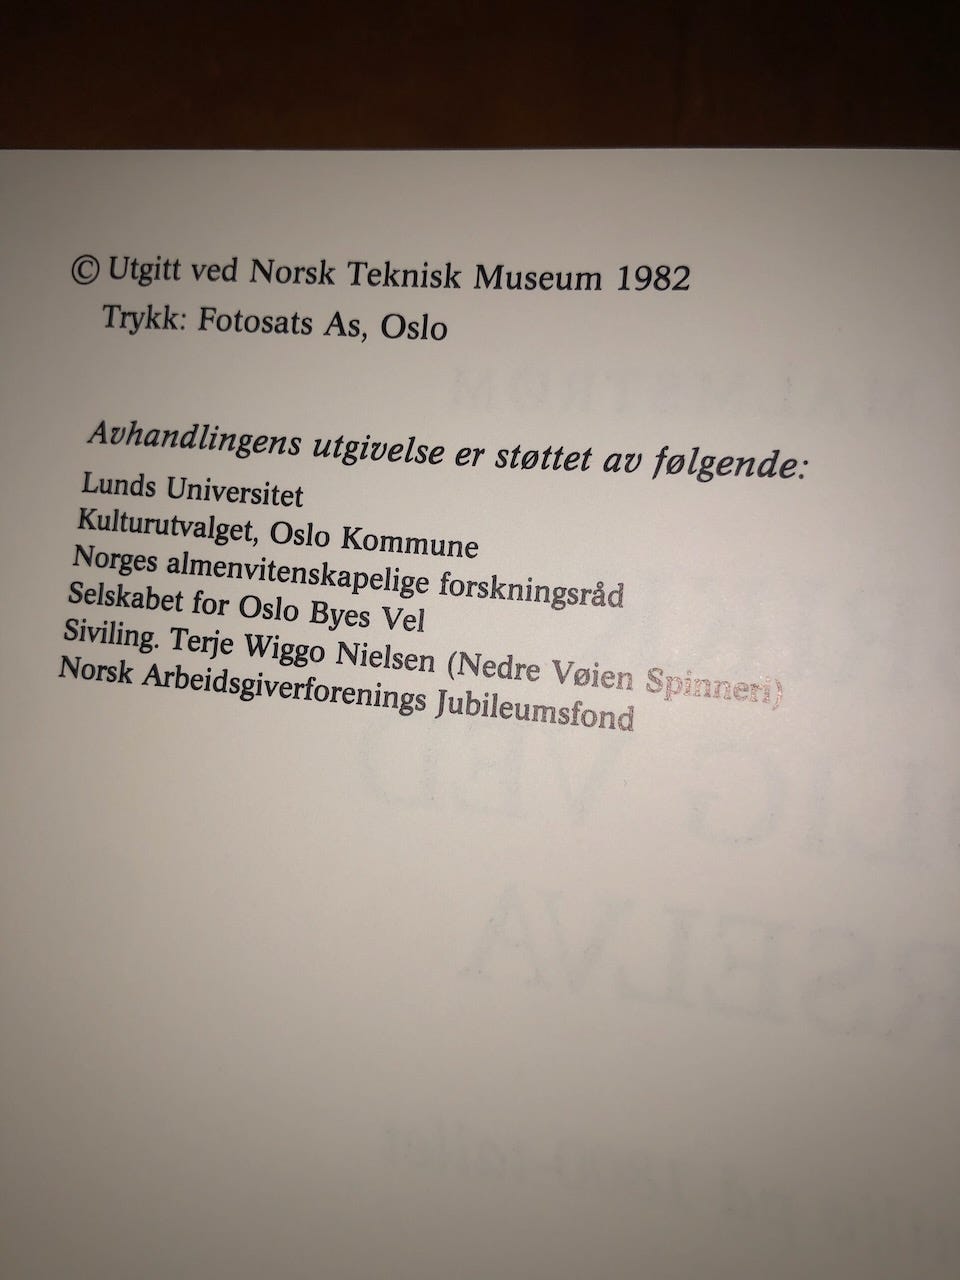 © Utgitt ved Norsk Teknisk Museum 1982
Trykk: Fotosats As, Oslo
Avhandlingens utgivelse er støttet av følgende:
Lunds Universitet
Kulturutvalget, Oslo Kommune
Norges almenvitenskapelige forskningsråd
Selskabet for Oslo Byes Vel
Siviling. Terje Wiggo Nielsen (Nedre Vøien Spinneri)
Norsk Arbeidsgiverforenings Jubileumsfond